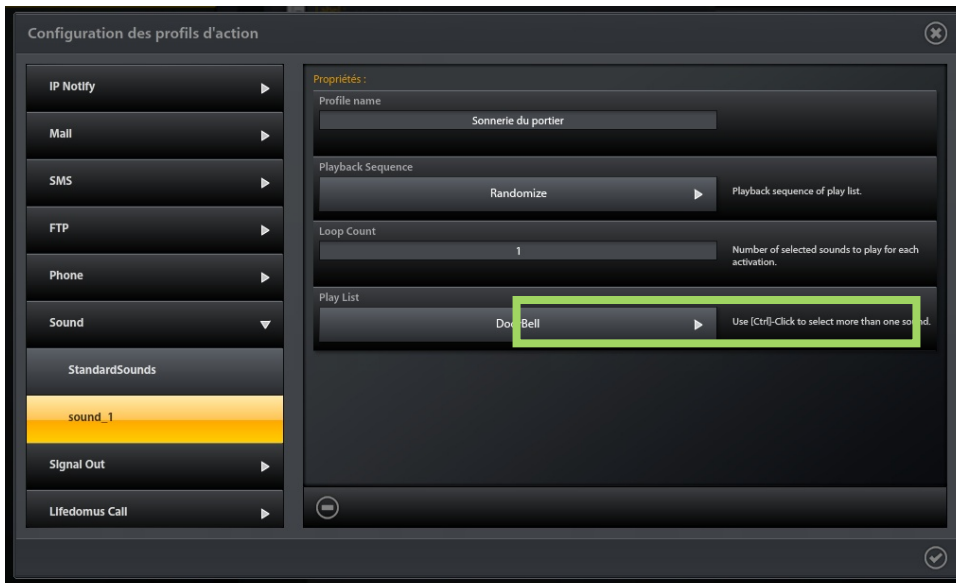 Configuration des profils d'action
IP Notify
Mail
SMS
FTP
Phone
Sound
StandardSounds
sound_1
Signal Out
Lifedomus Call
Propriétés :
Profile name
Sonnerie du portier
Playback Sequence
Randomize
Playback sequence of play list.
Loop Count
1
Number of selected sounds to play for each
activation.
Play List
DoorBell
Use [Ctrl]-Click to select more than one sound.